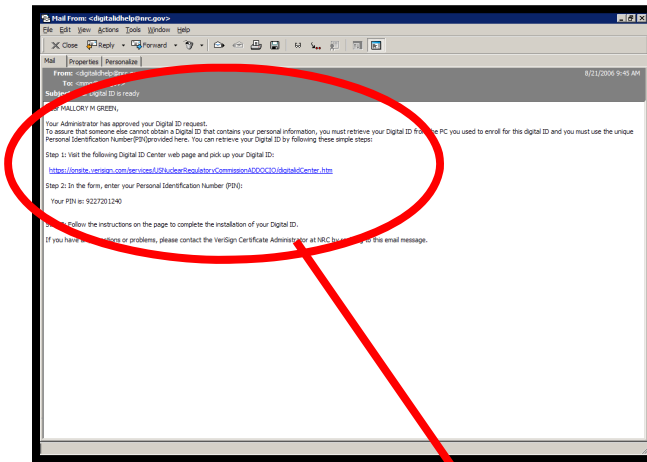 Mail From: <digitalidhelp@nrc.gov>
File Edit View Actions Tools Window Help
Close Reply Forward
Mail Properties Personalize
From: <digitalidhelp@nrc.gov> 8/21/2006 9:45 AM
To:
Digital ID is ready
MALLORY M GREEN,
Your Administrator has approved your Digital ID request.
To assure that someone else cannot obtain a Digital ID that contains your personal information, you must retrieve your Digital ID from the PC you used to enroll for this digital ID and you must use the unique
Personal Identification Number(PIN)provided here. You can retrieve your Digital ID by following these simple steps:
Step 1: Visit the following Digital ID Center web page and pick up your Digital ID:
https://onsite.verisign.com/services/USNuclearRegulatoryCommissionADDOCIO/digitalidCenter.htm
Step 2: In the form, enter your Personal Identification Number (PIN):
Your PIN is: 9227201240
Follow the instructions on the page to complete the installation of your Digital ID.
If you have questions or problems, please contact the VeriSign Certificate Administrator at NRC by replying to this email message.